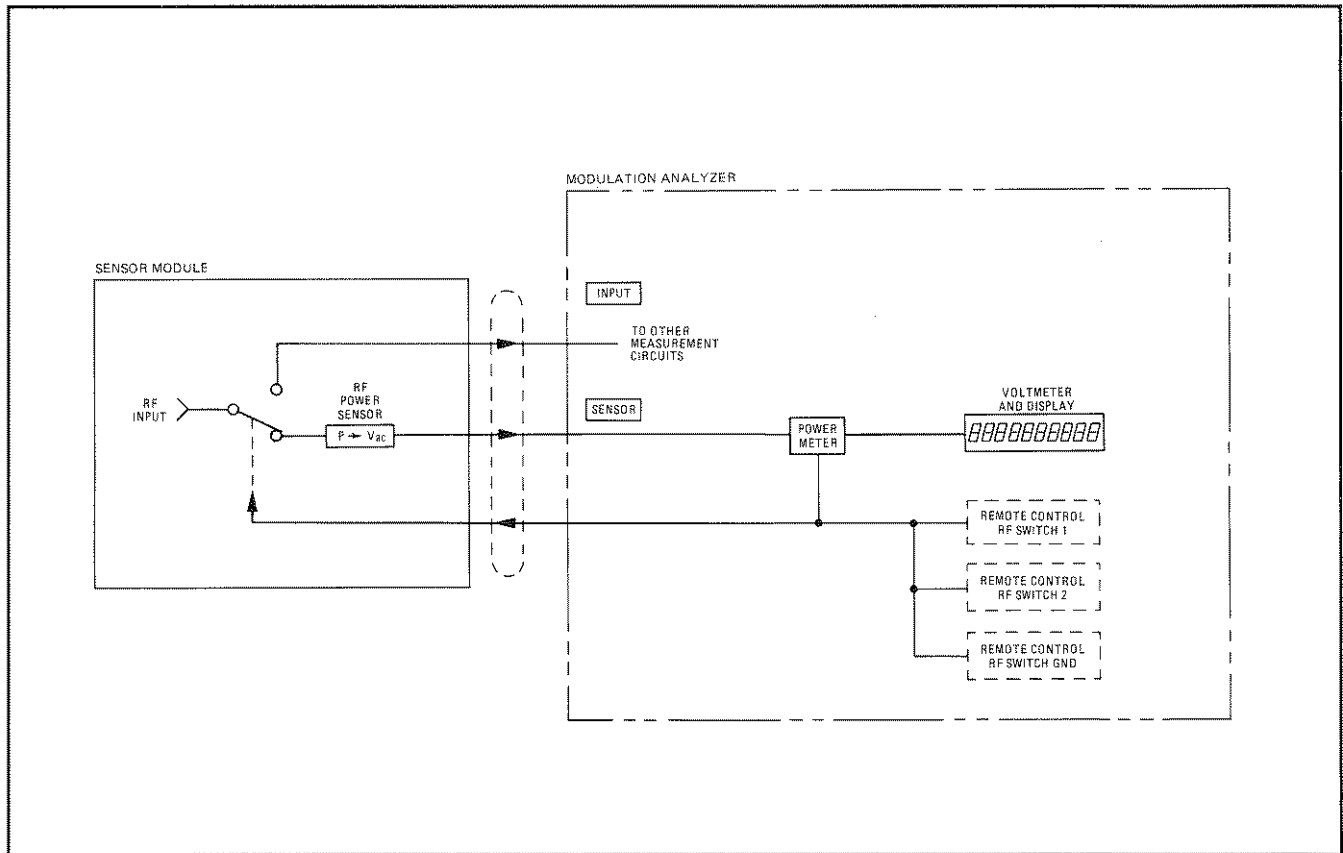 MODULATION ANALYZER
SENSOR MODULE
INPUT
TO OTHER
MEASUREMENT
CIRCUITS
RF
POWER
SENSOR
RF
INPUT
P → Vac
SENSOR
POWER
METER
VOLTMETER
AND DISPLAY
8888888888
REMOTE CONTROL
RF SWITCH 1
REMOTE CONTROL
RF SWITCH 2
REMOTE CONTROL
RF SWITCH GND